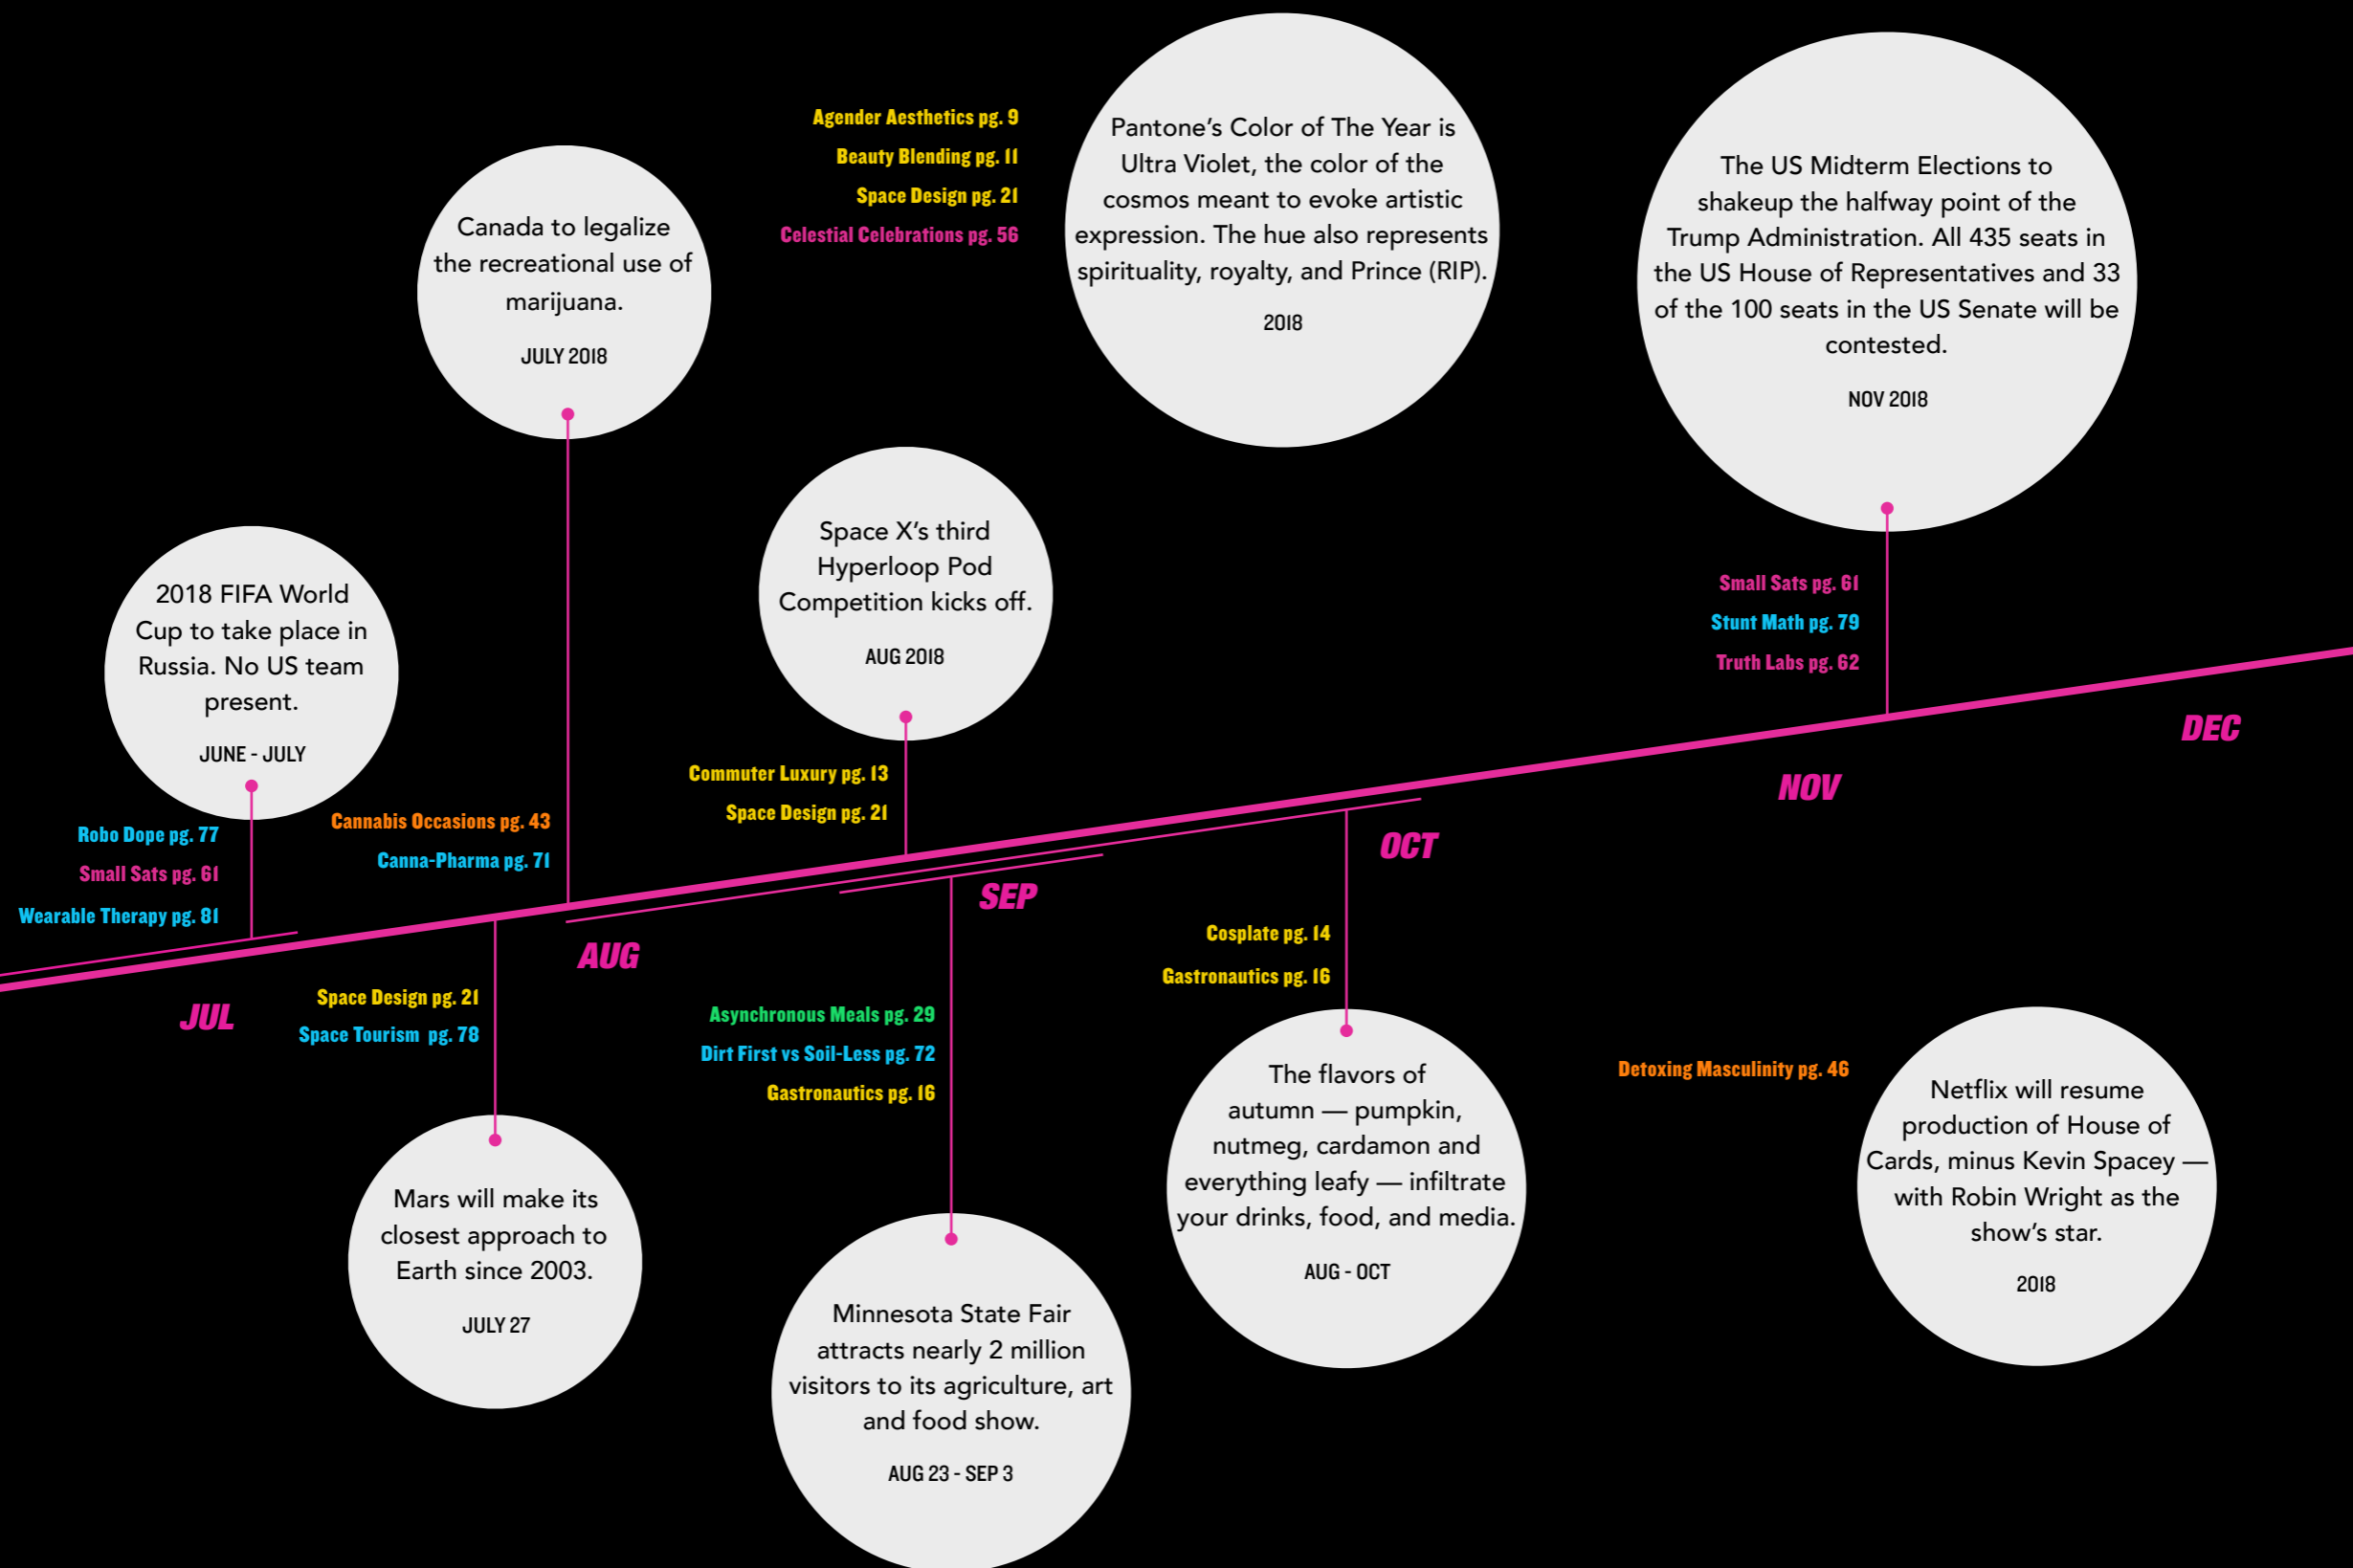 Agender Aesthetics pg. 9
Beauty Blending pg. 11
Space Design pg. 21
Celestial Celebrations pg. 56
Pantone’s Color of The Year is
Ultra Violet, the color of the
cosmos meant to evoke artistic
expression. The hue also represents
spirituality, royalty, and Prince (RIP).
2018
The US Midterm Elections to
shakeup the halfway point of the
Trump Administration. All 435 seats in
the US House of Representatives and 33
of the 100 seats in the US Senate will be
contested.
NOV 2018
Small Sats pg. 61
Stunt Math pg. 79
Truth Labs pg. 62
Canada to legalize
the recreational use of
marijuana.
JULY 2018
Cannabis Occasions pg. 43
Canna-Pharma pg. 71
Space X’s third
Hyperloop Pod
Competition kicks off.
AUG 2018
Commuter Luxury pg. 13
Space Design pg. 21
2018 FIFA World
Cup to take place in
Russia. No US team
present.
JUNE - JULY
Robo Dope pg. 77
Small Sats pg. 61
Wearable Therapy pg. 81
JUL
AUG
SEP
OCT
NOV
DEC
Space Design pg. 21
Space Tourism pg. 78
Mars will make its
closest approach to
Earth since 2003.
JULY 27
Asynchronous Meals pg. 29
Dirt First vs Soil-Less pg. 72
Gastronautics pg. 16
Minnesota State Fair
attracts nearly 2 million
visitors to its agriculture, art
and food show.
AUG 23 - SEP 3
Cosplate pg. 14
Gastronautics pg. 16
The flavors of
autumn — pumpkin,
nutmeg, cardamon and
everything leafy — infiltrate
your drinks, food, and media.
AUG - OCT
Detoxing Masculinity pg. 46
Netflix will resume
production of House of
Cards, minus Kevin Spacey —
with Robin Wright as the
show’s star.
2018